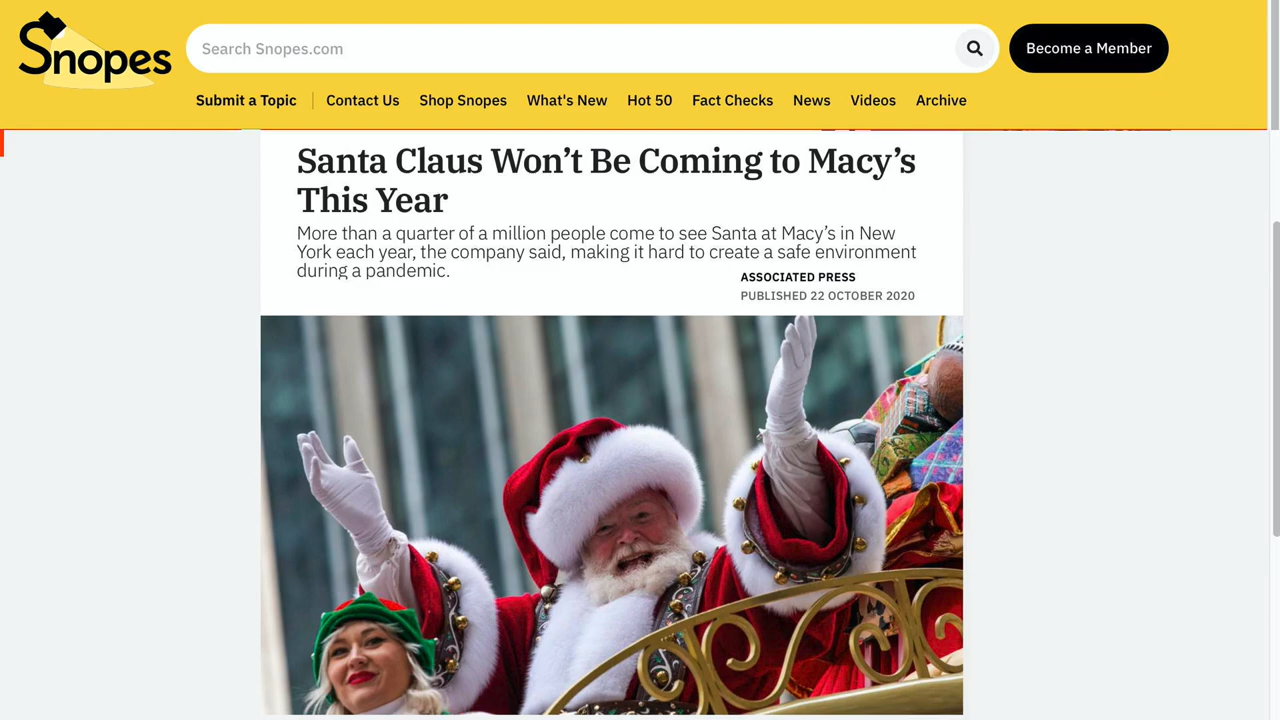 Snopes
Search Snopes.com
Become a Member
Submit a Topic
Contact Us
Shop Snopes
What's New
Hot 50
Fact Checks
News
Videos
Archive
Santa Claus Won’t Be Coming to Macy’s
This Year
More than a quarter of a million people come to see Santa at Macy’s in New
York each year, the company said, making it hard to create a safe environment
during a pandemic.
ASSOCIATED PRESS
PUBLISHED 22 OCTOBER 2020